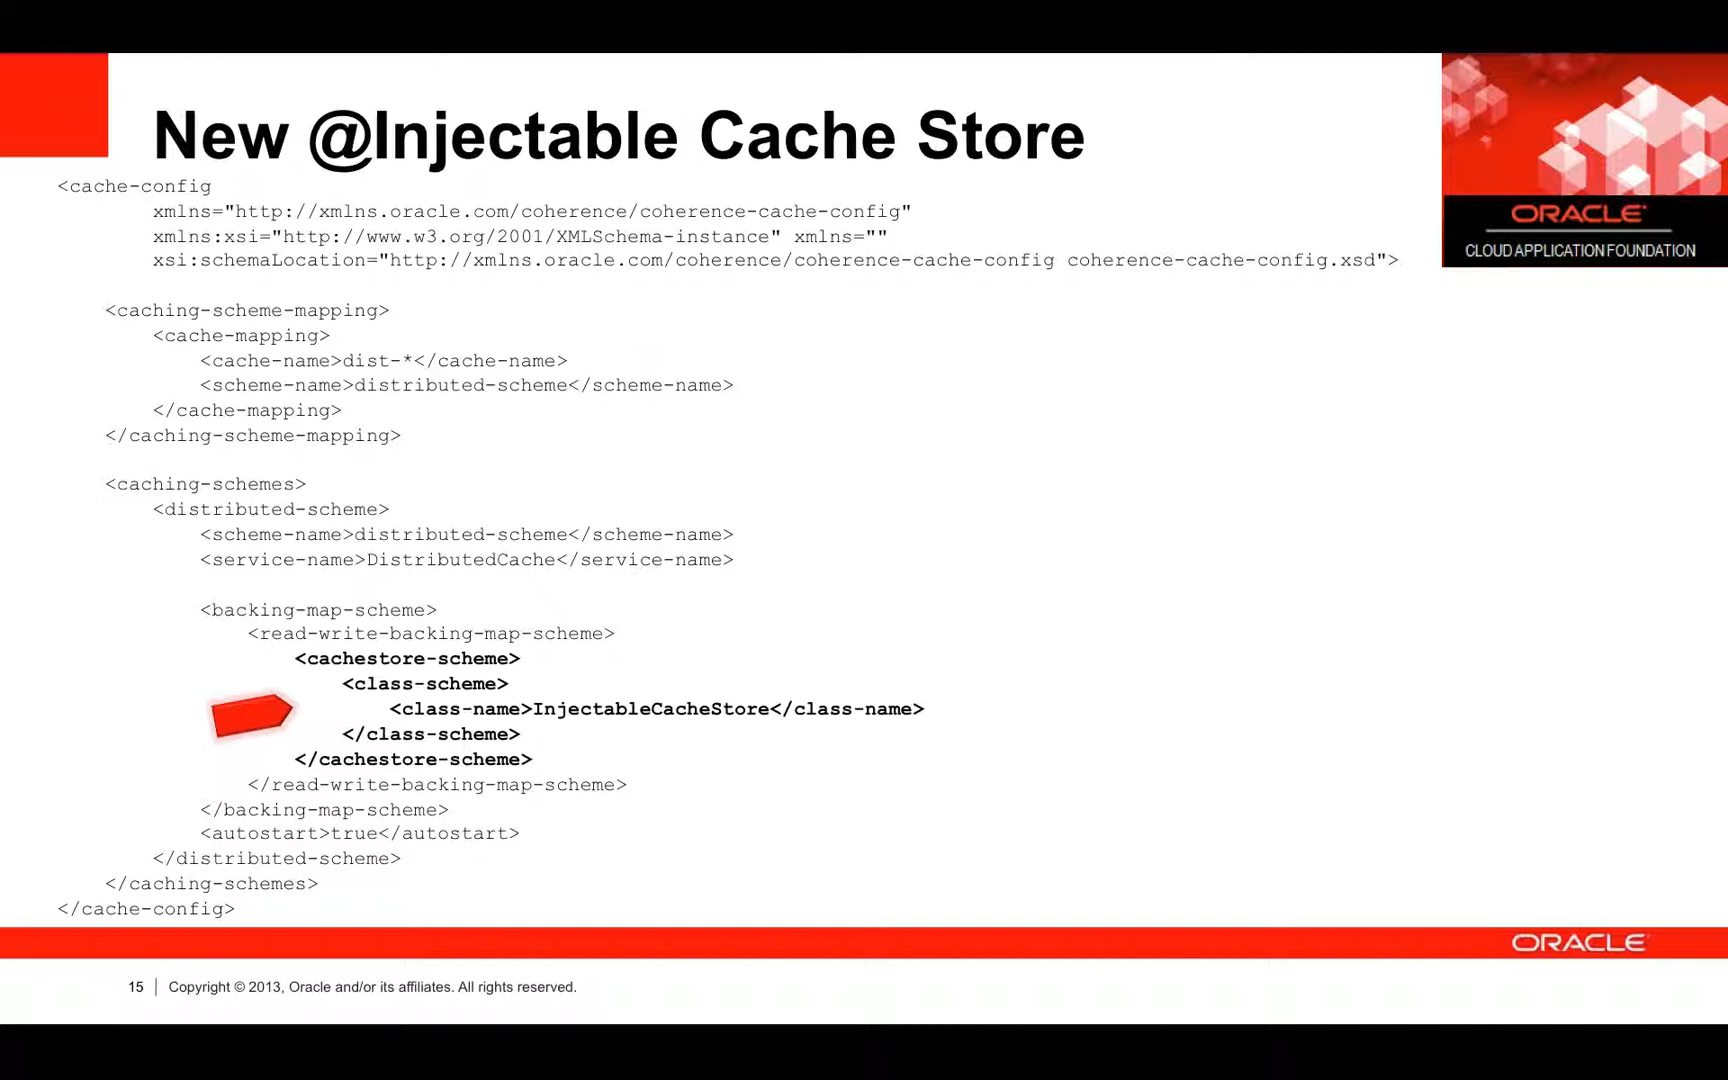 New @Injectable Cache Store
ORACLE
CLOUD APPLICATION FOUNDATION
<cache-config
xmlns="http://xmlns.oracle.com/coherence/coherence-cache-config"
xmlns:xsi="http://www.w3.org/2001/XMLSchema-instance" xmlns=""
xsi:schemaLocation="http://xmlns.oracle.com/coherence/coherence-cache-config coherence-cache-config.xsd">
<caching-scheme-mapping>
<cache-mapping>
<cache-name>dist-*</cache-name>
<scheme-name>distributed-scheme</scheme-name>
</cache-mapping>
</caching-scheme-mapping>
<caching-schemes>
<distributed-scheme>
<scheme-name>distributed-scheme</scheme-name>
<service-name>DistributedCache</service-name>
<backing-map-scheme>
<read-write-backing-map-scheme>
<cachestore-scheme>
<class-scheme>
<class-name>InjectableCacheStore</class-name>
</class-scheme>
</cachestore-scheme>
</read-write-backing-map-scheme>
</backing-map-scheme>
<autostart>true</autostart>
</distributed-scheme>
</caching-schemes>
</cache-config>
ORACLE
15 | Copyright © 2013, Oracle and/or its affiliates. All rights reserved.